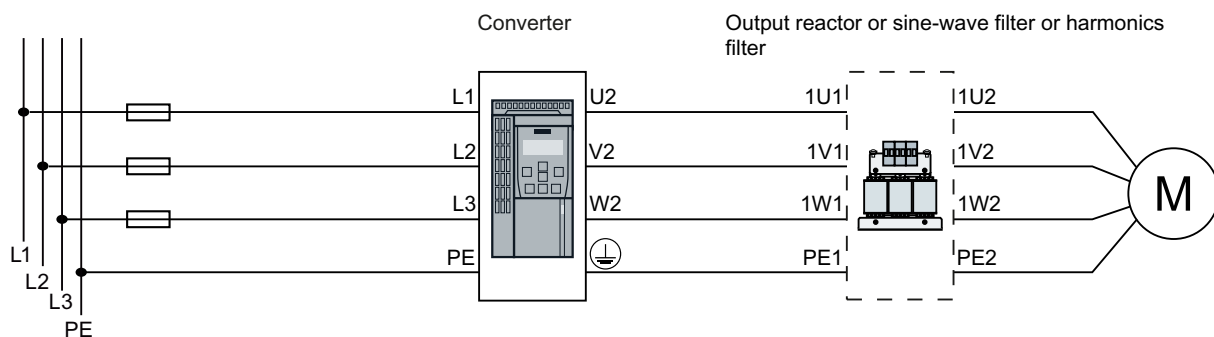 Converter
Output reactor or sine-wave filter or harmonics
filter
L1 U2 1U1 1U2
L2 V2 1V1 1V2
L3 W2 1W1 1W2
PE PE1 PE2
M
L1
L2
L3
PE